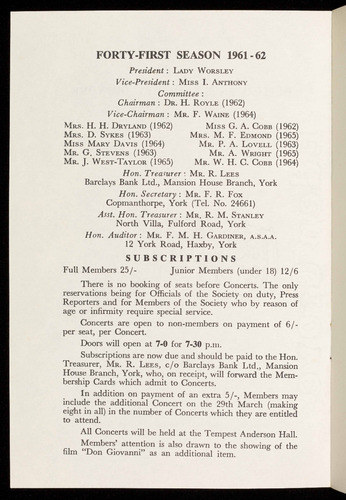 FORTY-FIRST SEASON 1961-62
President : LADY WORSLEY
Vice-President : MISS I. ANTHONY
Committee :
Chairman : DR. H. ROYLE (1962)
Vice-Chairman : MR. F. WAINE (1964)
MRS. H. H. DRYLAND (1962) MISS G. A. COBB (1962)
MRS. D. SYKES (1963) MRS. M. F. EDMOND (1965)
MISS MARY DAVIS (1964) MR. P. A. LOVELL (1963)
MR. G. STEVENS (1963) MR. A. WRIGHT (1965)
MR. J. WEST-TAYLOR (1965) MR. W. H. C. COBB (1964)
Hon. Treasurer : MR. R. LEES
Barclays Bank Ltd., Mansion House Branch, York
Hon. Secretary : MR. F. R. FOX
Copmanthorpe, York (Tel. No. 24661)
Asst. Hon. Treasurer : MR. R. M. STANLEY
North Villa, Fulford Road, York
Hon. Auditor : MR. F. M. H. GARDINER, A.S.A.A.
12 York Road, Haxby, York
SUBSCRIPTIONS
Full Members 25/- Junior Members (under 18) 12/6
There is no booking of seats before Concerts. The only
reservations being for Officials of the Society on duty, Press
Reporters and for Members of the Society who by reason of
age or infirmity require special service.
Concerts are open to non-members on payment of 6/-
per seat, per Concert.
Doors will open at 7-0 for 7-30 p.m.
Subscriptions are now due and should be paid to the Hon.
Treasurer, MR. R. LEES, c/o Barclays Bank Ltd., Mansion
House Branch, York, who, on receipt, will forward the Mem-
bership Cards which admit to Concerts.
In addition on payment of an extra 5/-, Members may
include the additional Concert on the 29th March (making
eight in all) in the number of Concerts which they are entitled
to attend.
All Concerts will be held at the Tempest Anderson Hall.
Members' attention is also drawn to the showing of the
film "Don Giovanni" as an additional item.